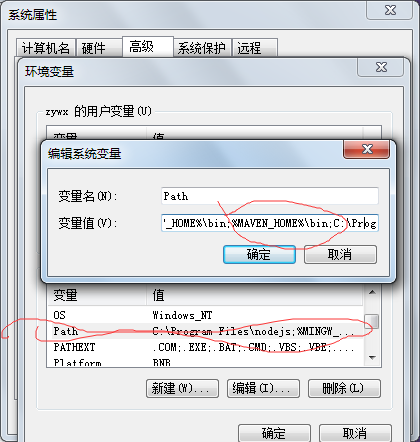 系统属性
计算机名 硬件 高级 系统保护 远程
环境变量
zywx 的用户变量(U)
变量 值
编辑系统变量
变量名(N): Path
变量值(V): _HOME%\bin;%MAVEN_HOME%\bin;C:\Prog
确定 取消
变量 值
OS Windows_NT
Path C:\Program Files\nodejs;%MINGW_...
PATHEXT .COM;.EXE;.BAT;.CMD;.VBS;.VBE;....
Platform BNB
新建(W)... 编辑(I)... 删除(L)
确定 取消